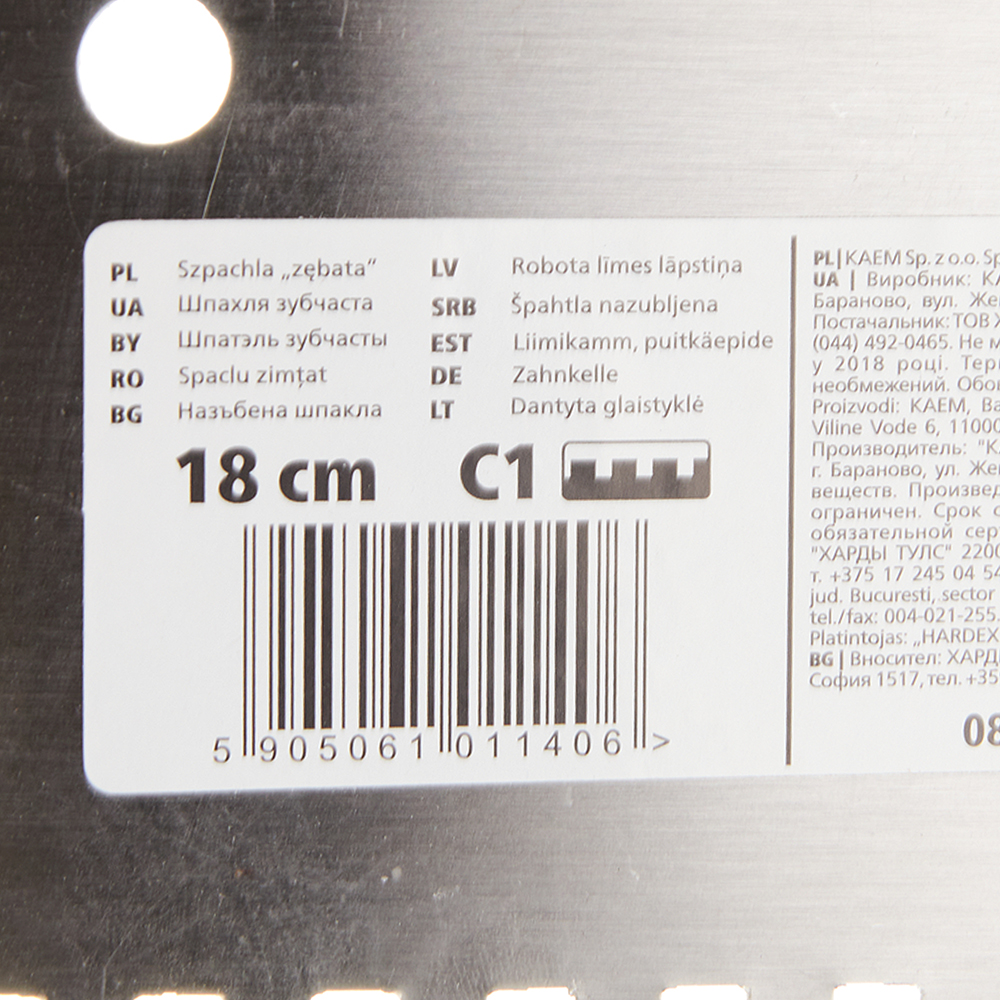 PL Szpachla „zębata”
UA Шпахля зубчаста
BY Шпатэль зубчасты
RO Spaclu zimțat
BG Назъбена шпакла
LV Robota līmes lāpstiņa
SRB Špahtla nazubljena
EST Liimikamm, puitkäepide
DE Zahnkelle
LT Dantyta glaistyklė
18 cm C1
5 905061 011406 >
PL | KAEM Sp. z o.o. Sp
UA | Виробник: КА
Бараново, вул. Же
Постачальник: ТОВ Х
(044) 492-0465. Не м
у 2018 році. Терм
необмежений. Обов
Proizvodi: KAEM, Ba
Viline Vode 6, 11000
Производитель: "К
г. Бараново, ул. Же
веществ. Произвед
ограничен. Срок с
обязательной сер
"ХАРДЫ ТУЛС" 2200
т. +375 17 245 04 54
jud. Bucuresti, sector
tel./fax: 004-021-255.
Platintojas: „HARDEX
BG | Вносител: ХАРД
София 1517, тел. +35
08